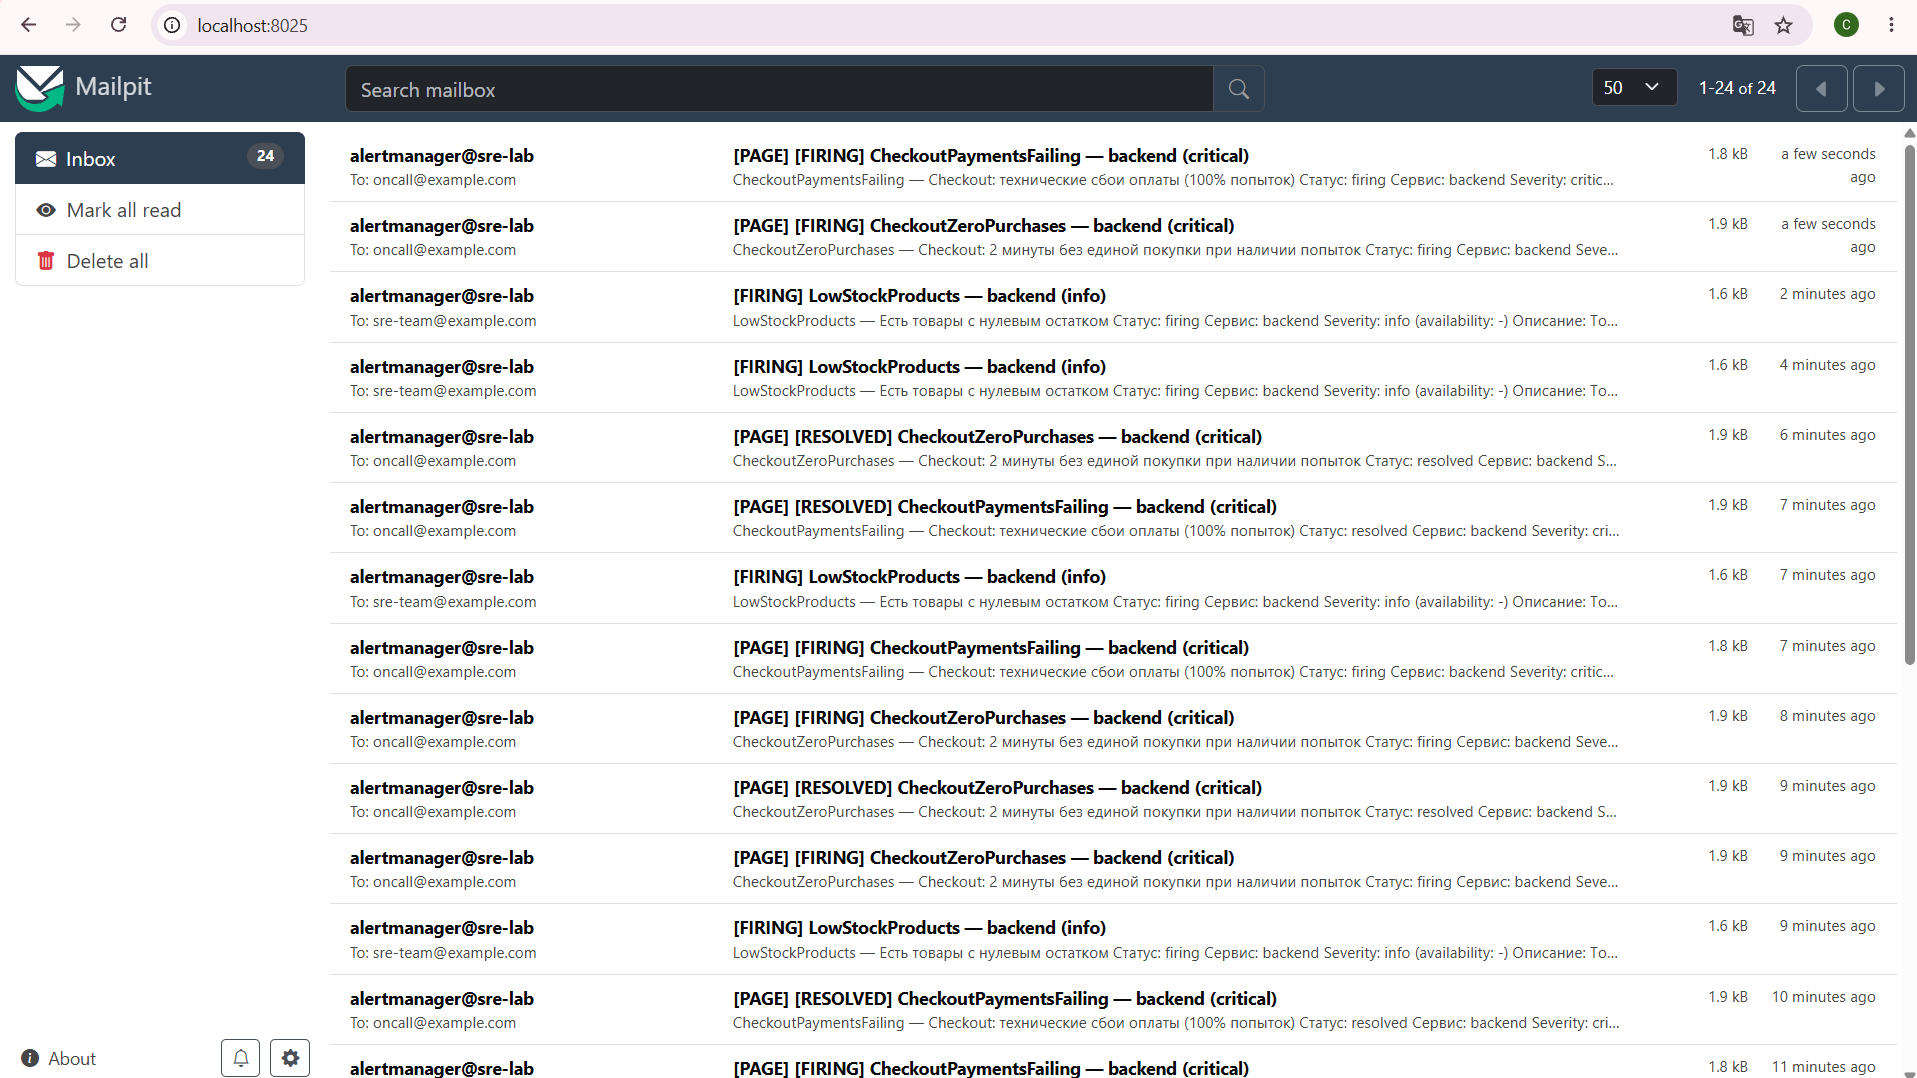 localhost:8025
C
Mailpit
Search mailbox
50
1-24 of 24
Inbox
24
Mark all read
Delete all
alertmanager@sre-lab
[PAGE] [FIRING] CheckoutPaymentsFailing — backend (critical)
1.8 kB
a few seconds ago
To: oncall@example.com
CheckoutPaymentsFailing — Checkout: технические сбои оплаты (100% попыток) Статус: firing Сервис: backend Severity: critic...
alertmanager@sre-lab
[PAGE] [FIRING] CheckoutZeroPurchases — backend (critical)
1.9 kB
a few seconds ago
To: oncall@example.com
CheckoutZeroPurchases — Checkout: 2 минуты без единой покупки при наличии попыток Статус: firing Сервис: backend Seve...
alertmanager@sre-lab
[FIRING] LowStockProducts — backend (info)
1.6 kB
2 minutes ago
To: sre-team@example.com
LowStockProducts — Есть товары с нулевым остатком Статус: firing Сервис: backend Severity: info (availability: -) Описание: То...
alertmanager@sre-lab
[FIRING] LowStockProducts — backend (info)
1.6 kB
4 minutes ago
To: sre-team@example.com
LowStockProducts — Есть товары с нулевым остатком Статус: firing Сервис: backend Severity: info (availability: -) Описание: То...
alertmanager@sre-lab
[PAGE] [RESOLVED] CheckoutZeroPurchases — backend (critical)
1.9 kB
6 minutes ago
To: oncall@example.com
CheckoutZeroPurchases — Checkout: 2 минуты без единой покупки при наличии попыток Статус: resolved Сервис: backend S...
alertmanager@sre-lab
[PAGE] [RESOLVED] CheckoutPaymentsFailing — backend (critical)
1.9 kB
7 minutes ago
To: oncall@example.com
CheckoutPaymentsFailing — Checkout: технические сбои оплаты (100% попыток) Статус: resolved Сервис: backend Severity: cri...
alertmanager@sre-lab
[FIRING] LowStockProducts — backend (info)
1.6 kB
7 minutes ago
To: sre-team@example.com
LowStockProducts — Есть товары с нулевым остатком Статус: firing Сервис: backend Severity: info (availability: -) Описание: То...
alertmanager@sre-lab
[PAGE] [FIRING] CheckoutPaymentsFailing — backend (critical)
1.8 kB
7 minutes ago
To: oncall@example.com
CheckoutPaymentsFailing — Checkout: технические сбои оплаты (100% попыток) Статус: firing Сервис: backend Severity: critic...
alertmanager@sre-lab
[PAGE] [FIRING] CheckoutZeroPurchases — backend (critical)
1.9 kB
8 minutes ago
To: oncall@example.com
CheckoutZeroPurchases — Checkout: 2 минуты без единой покупки при наличии попыток Статус: firing Сервис: backend Seve...
alertmanager@sre-lab
[PAGE] [RESOLVED] CheckoutZeroPurchases — backend (critical)
1.9 kB
9 minutes ago
To: oncall@example.com
CheckoutZeroPurchases — Checkout: 2 минуты без единой покупки при наличии попыток Статус: resolved Сервис: backend S...
alertmanager@sre-lab
[PAGE] [FIRING] CheckoutZeroPurchases — backend (critical)
1.9 kB
9 minutes ago
To: oncall@example.com
CheckoutZeroPurchases — Checkout: 2 минуты без единой покупки при наличии попыток Статус: firing Сервис: backend Seve...
alertmanager@sre-lab
[FIRING] LowStockProducts — backend (info)
1.6 kB
9 minutes ago
To: sre-team@example.com
LowStockProducts — Есть товары с нулевым остатком Статус: firing Сервис: backend Severity: info (availability: -) Описание: То...
alertmanager@sre-lab
[PAGE] [RESOLVED] CheckoutPaymentsFailing — backend (critical)
1.9 kB
10 minutes ago
To: oncall@example.com
CheckoutPaymentsFailing — Checkout: технические сбои оплаты (100% попыток) Статус: resolved Сервис: backend Severity: cri...
alertmanager@sre-lab
[PAGE] [FIRING] CheckoutPaymentsFailing — backend (critical)
1.8 kB
11 minutes ago
About